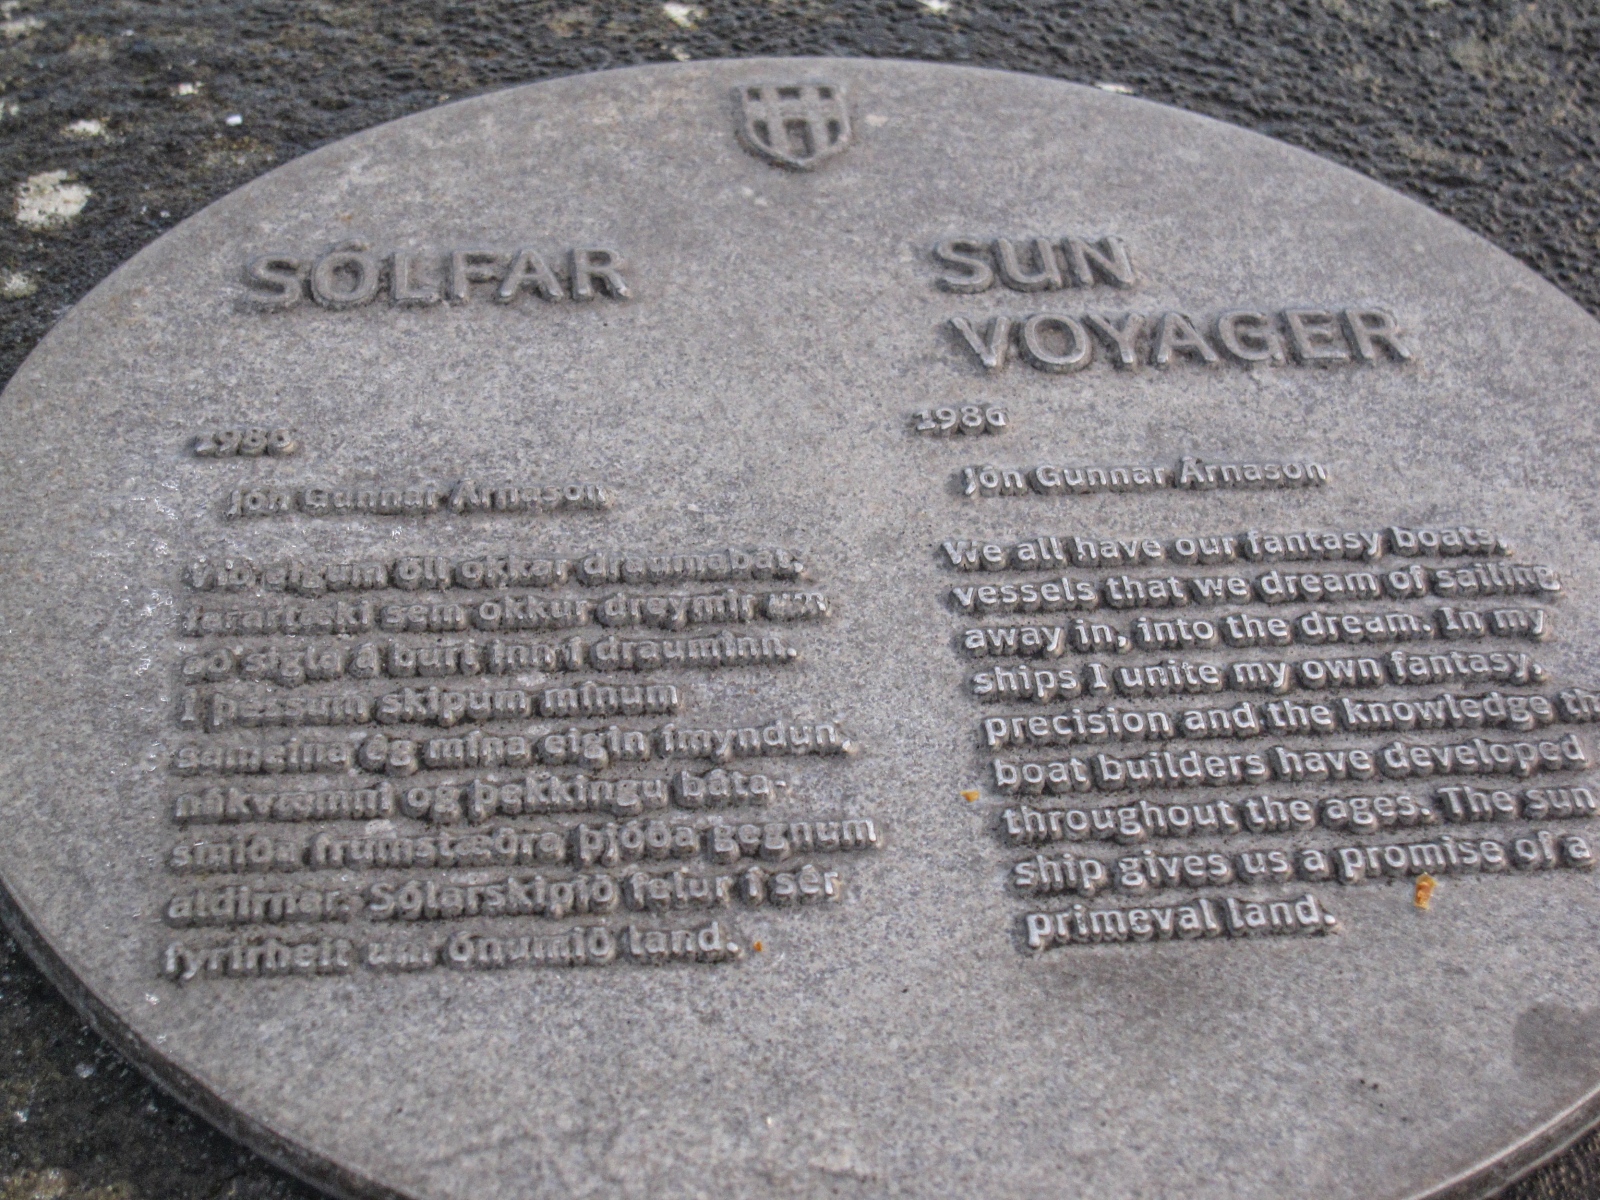 SÓLFAR
1986
Jón Gunnar Árnason
Við eigum öll okkar draumabát,
farartæki sem okkur dreymir um
að sigla á burt inn í drauminn.
Í þessum skipum mínum
sameina ég mína eigin ímyndun,
nákvæmni og þekkingu báta-
smiða frumstæðra þjóða gegnum
aldirnar. Sólarskipið felur í sér
fyrirheit um ónumið land.
SUN
VOYAGER
1986
Jón Gunnar Árnason
We all have our fantasy boats,
vessels that we dream of sailing
away in, into the dream. In my
ships I unite my own fantasy,
precision and the knowledge th
boat builders have developed
throughout the ages. The sun
ship gives us a promise of a
primeval land.